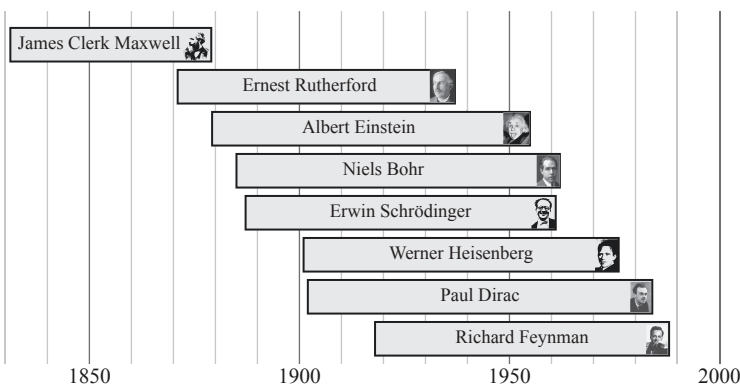 James Clerk Maxwell
Ernest Rutherford
Albert Einstein
Niels Bohr
Erwin Schrödinger
Werner Heisenberg
Paul Dirac
Richard Feynman
1850 1900 1950 2000